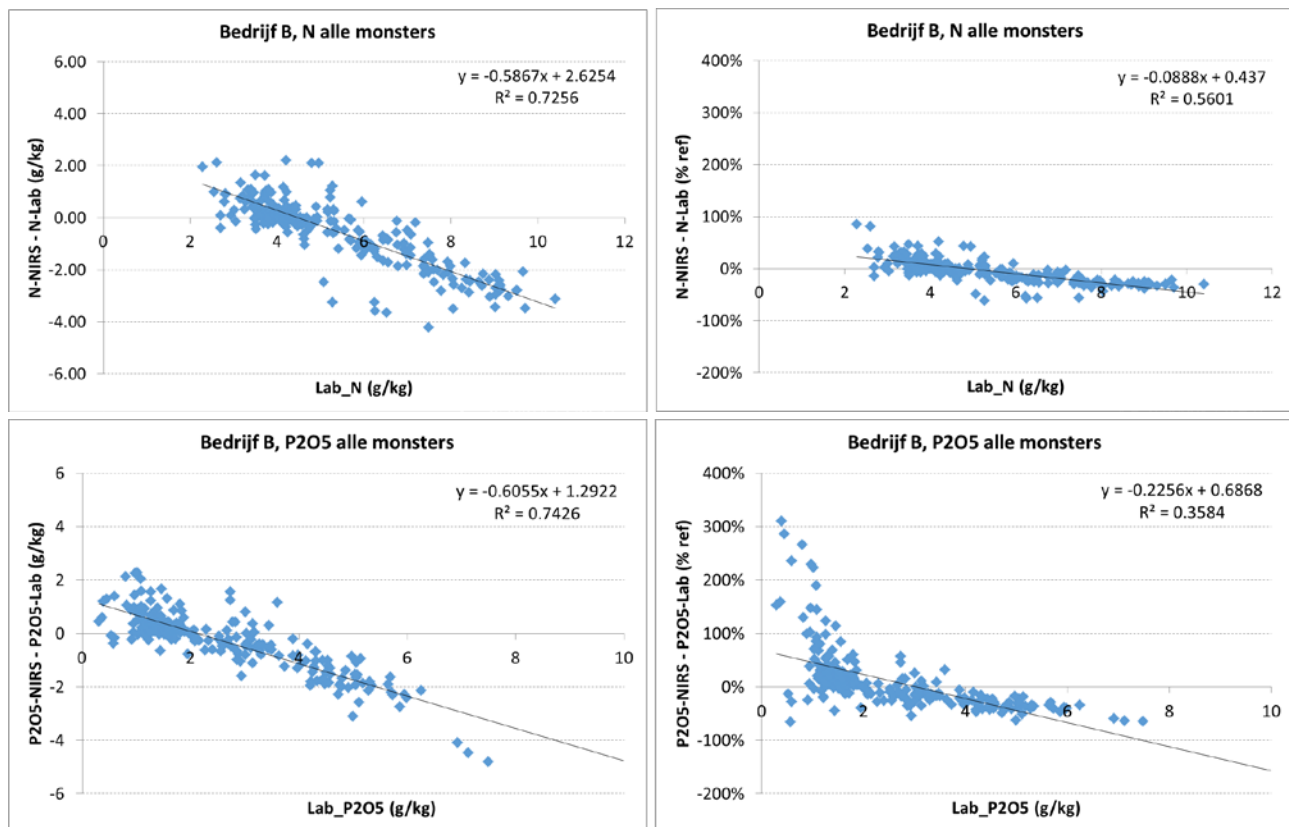 Bedrijf B, N alle monsters
y = -0.5867x + 2.6254
R² = 0.7256
6.00
4.00
2.00
0.00
-2.00
-4.00
-6.00
0 2 4 6 8 10 12
N-NIRS - N-Lab (g/kg)
Lab_N (g/kg)
Bedrijf B, N alle monsters
y = -0.0888x + 0.437
R² = 0.5601
400%
300%
200%
100%
0%
-100%
-200%
0 2 4 6 8 10 12
N-NIRS - N-Lab (% ref)
Lab_N (g/kg)
Bedrijf B, P2O5 alle monsters
y = -0.6055x + 1.2922
R² = 0.7426
6
4
2
0
-2
-4
-6
0 2 4 6 8 10
P2O5-NIRS - P2O5-Lab (g/kg)
Lab_P2O5 (g/kg)
Bedrijf B, P2O5 alle monsters
y = -0.2256x + 0.6868
R² = 0.3584
400%
300%
200%
100%
0%
-100%
-200%
0 2 4 6 8 10
P2O5-NIRS - P2O5-Lab (% ref)
Lab_P2O5 (g/kg)